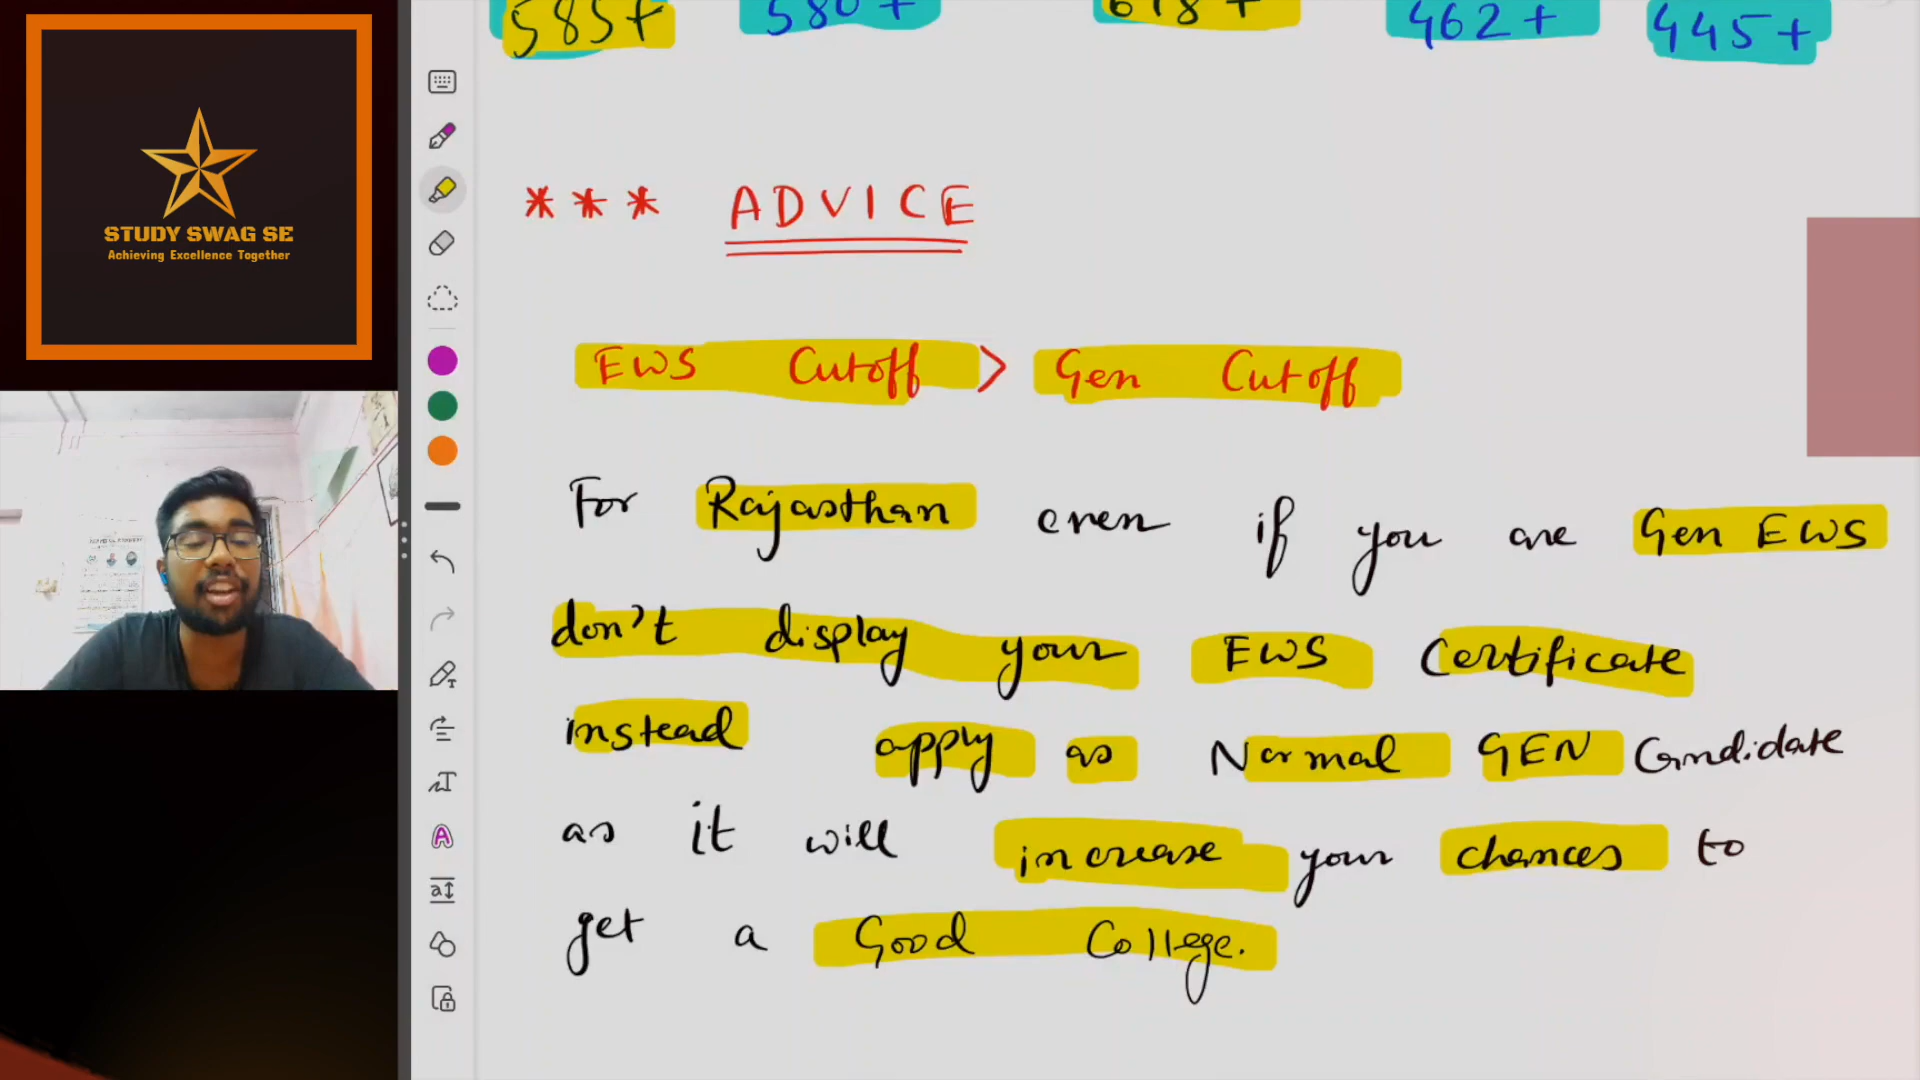 585+ 580+ 618+ 462+ 445+
STUDY SWAG SE
Achieving Excellence Together
*** ADVICE
EWS Cutoff > Gen Cutoff
For Rajasthan even if you are Gen EWS
don't display your EWS Certificate
instead apply as Normal GEN Candidate
as it will increase your chances to
get a Good College.